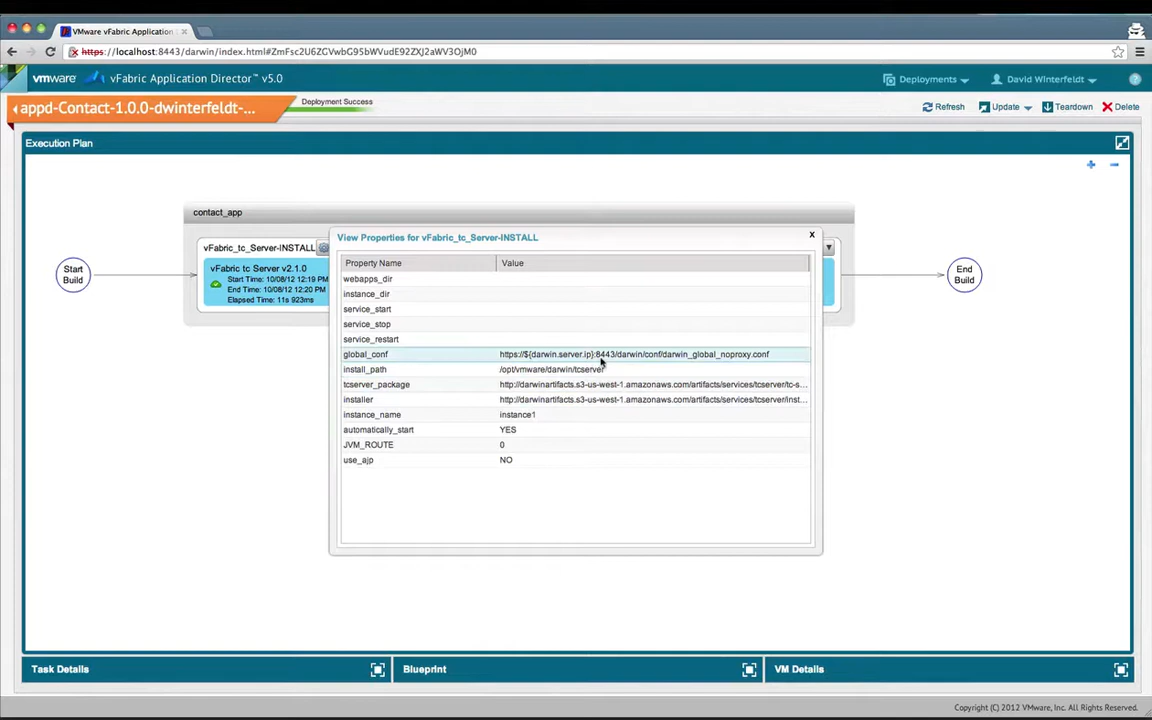 VMware vFabric Application
https://localhost:8443/darwin/index.html#ZmFsc2U6ZGVwbG95bWVudE92ZXJ2aWV3OjM0
vmware vFabric Application Director™ v5.0 Deployments David WInterfeldt ?
appd-Contact-1.0.0-dwinterfeldt-... Deployment Success Refresh Update Teardown Delete
Execution Plan
contact_app
vFabric_tc_Server-INSTALL
Start
Build
vFabric tc Server v2.1.0
Start Time: 10/08/12 12:19 PM
End Time: 10/08/12 12:20 PM
Elapsed Time: 11s 923ms
End
Build
View Properties for vFabric_tc_Server-INSTALL X
Property Name Value
webapps_dir
instance_dir
service_start
service_stop
service_restart
global_conf https://${darwin.server.ip}:8443/darwin/conf/darwin_global_noproxy.conf
install_path /opt/vmware/darwin/tcserver
tcserver_package http://darwinartifacts.s3-us-west-1.amazonaws.com/artifacts/services/tcserver/tc-s...
installer http://darwinartifacts.s3-us-west-1.amazonaws.com/artifacts/services/tcserver/inst...
instance_name instance1
automatically_start YES
JVM_ROUTE 0
use_ajp NO
Task Details Blueprint VM Details
Copyright (C) 2012 VMware, Inc. All Rights Reserved.